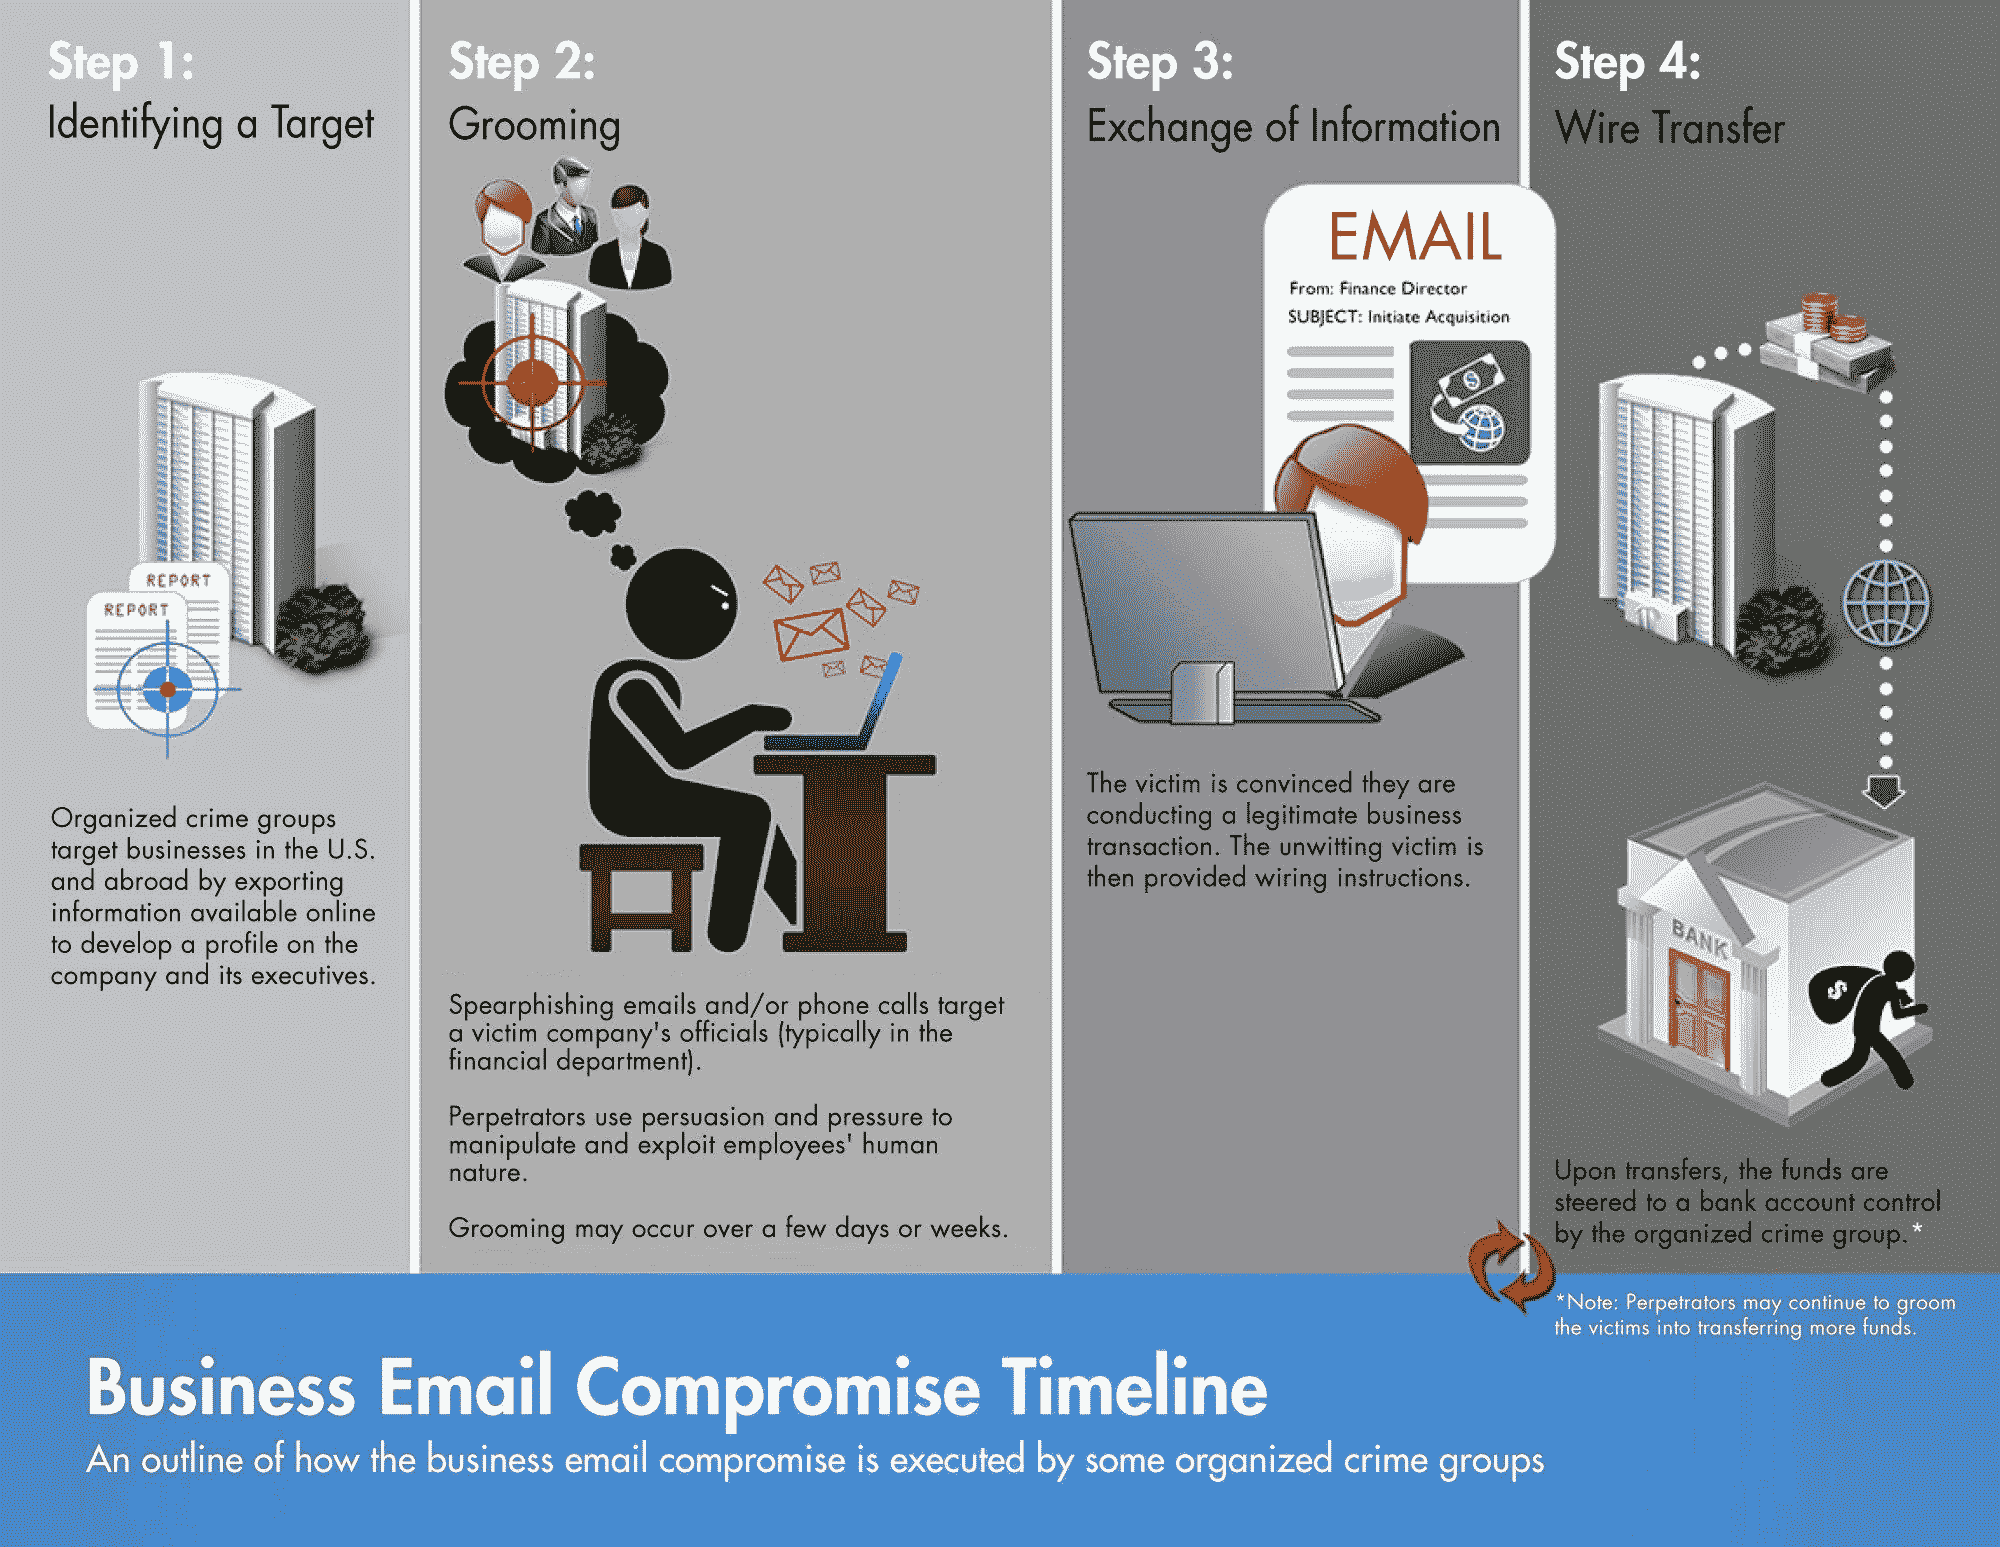 Step 1:
Identifying a Target
REPORT
REPORT
Organized crime groups
target businesses in the U.S.
and abroad by exporting
information available online
to develop a profile on the
company and its executives.
Step 2:
Grooming
Spearphishing emails and/or phone calls target
a victim company's officials (typically in the
financial department).
Perpetrators use persuasion and pressure to
manipulate and exploit employees' human
nature.
Grooming may occur over a few days or weeks.
Step 3:
Exchange of Information
EMAIL
From: Finance Director
SUBJECT: Initiate Acquisition
$
The victim is convinced they are
conducting a legitimate business
transaction. The unwitting victim is
then provided wiring instructions.
Step 4:
Wire Transfer
BANK
$
Upon transfers, the funds are
steered to a bank account control
by the organized crime group.*
*Note: Perpetrators may continue to groom
the victims into transferring more funds.
Business Email Compromise Timeline
An outline of how the business email compromise is executed by some organized crime groups